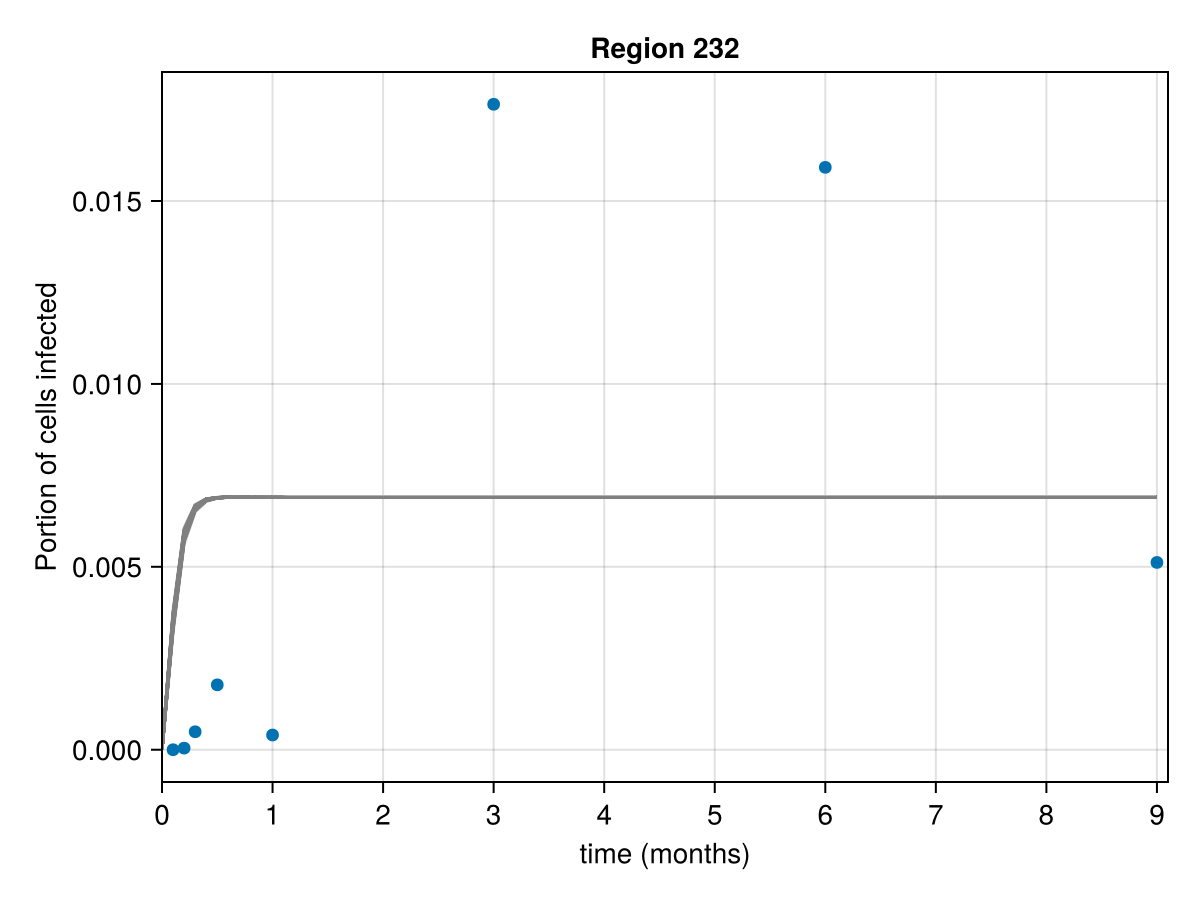 Region 232
Portion of cells infected
0.015
0.010
0.005
0.000
0 1 2 3 4 5 6 7 8 9
time (months)